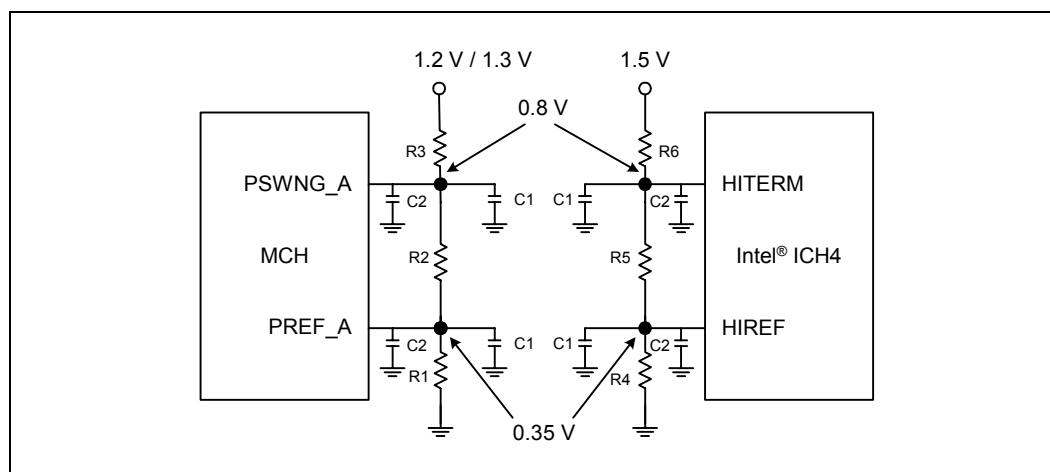 1.2 V / 1.3 V
1.5 V
0.8 V
R3
R6
PSWNG_A
C2
C1
C1
C2
HITERM
MCH
R2
R5
Intel® ICH4
PREF_A
C2
C1
C1
C2
HIREF
R1
R4
0.35 V